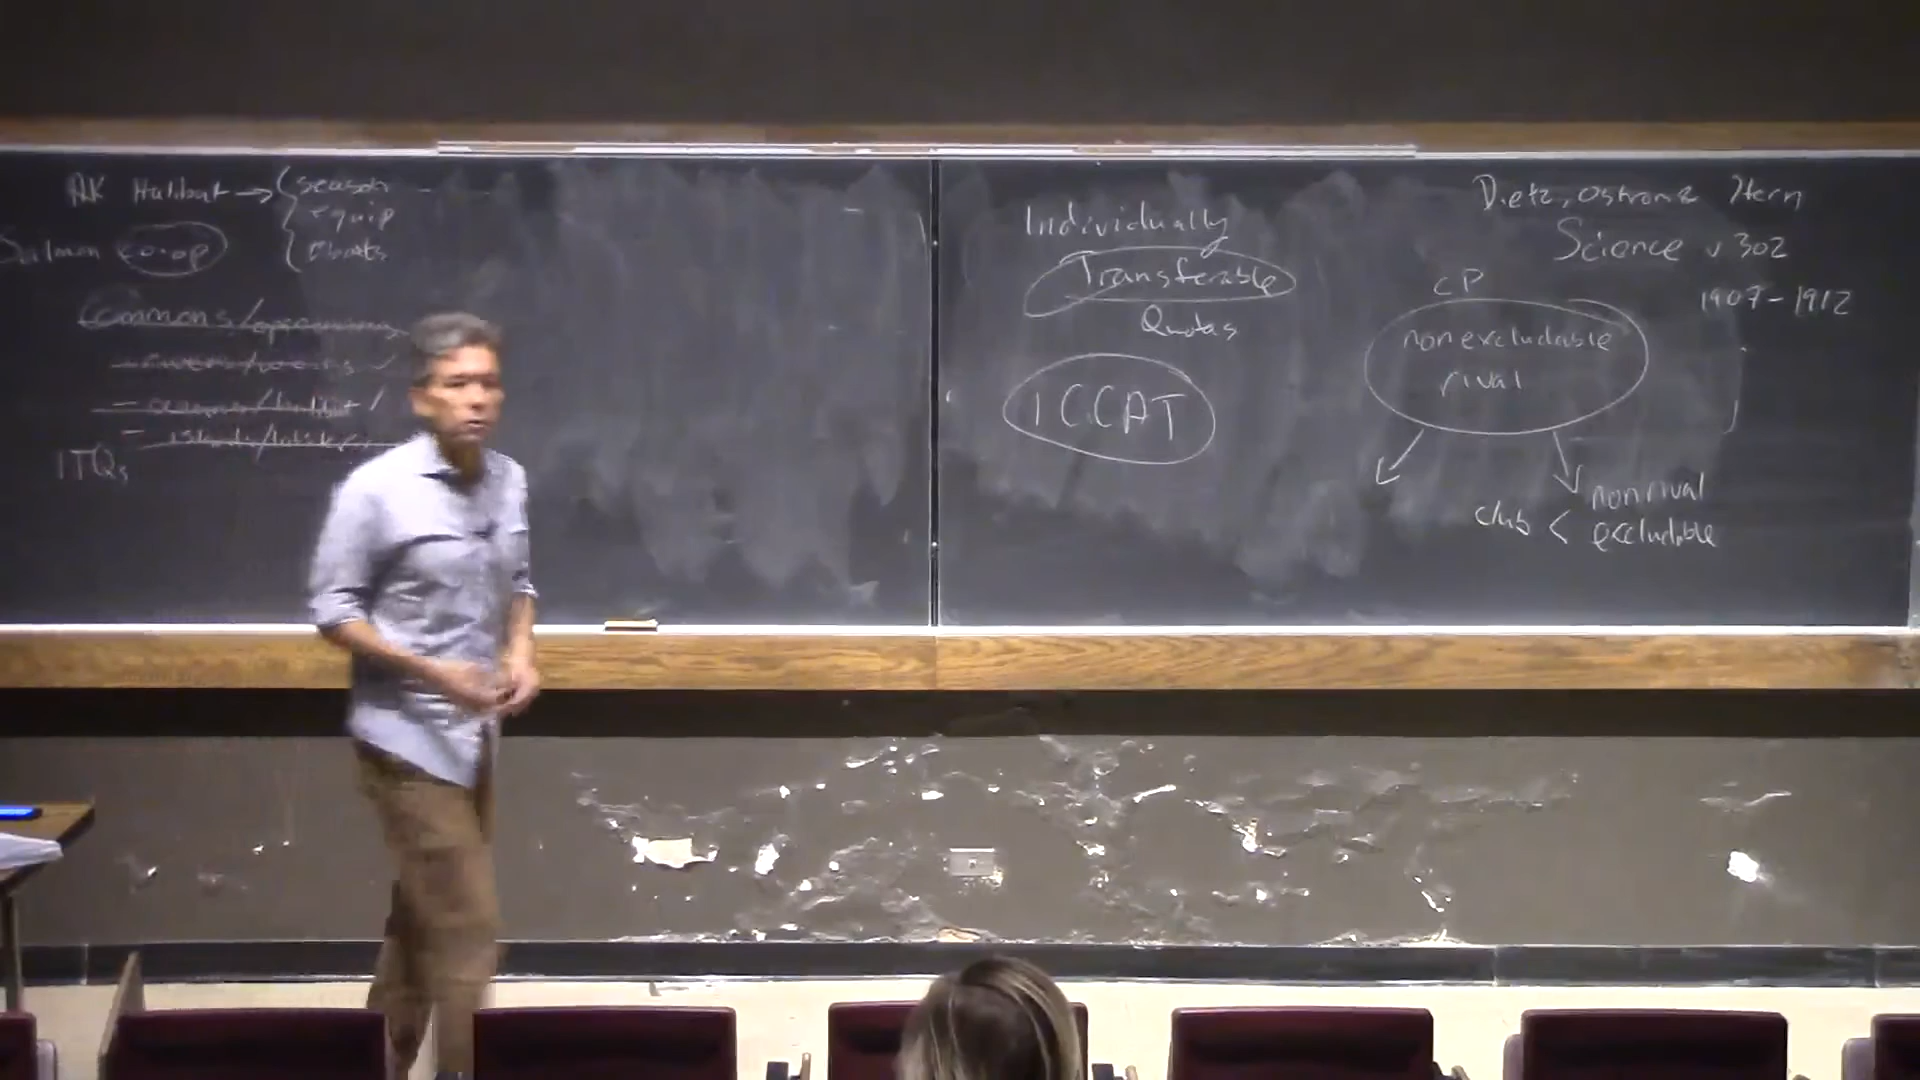 AK Halibut → season
equip
Salmon co-op
Commons/
ITQs
Individually
Transferable
Quotas
ICCAT
Dietz, Ostrom & Stern
Science v 302
1907-1912
CP
nonexcludable
rival
nonrival
club < excludable